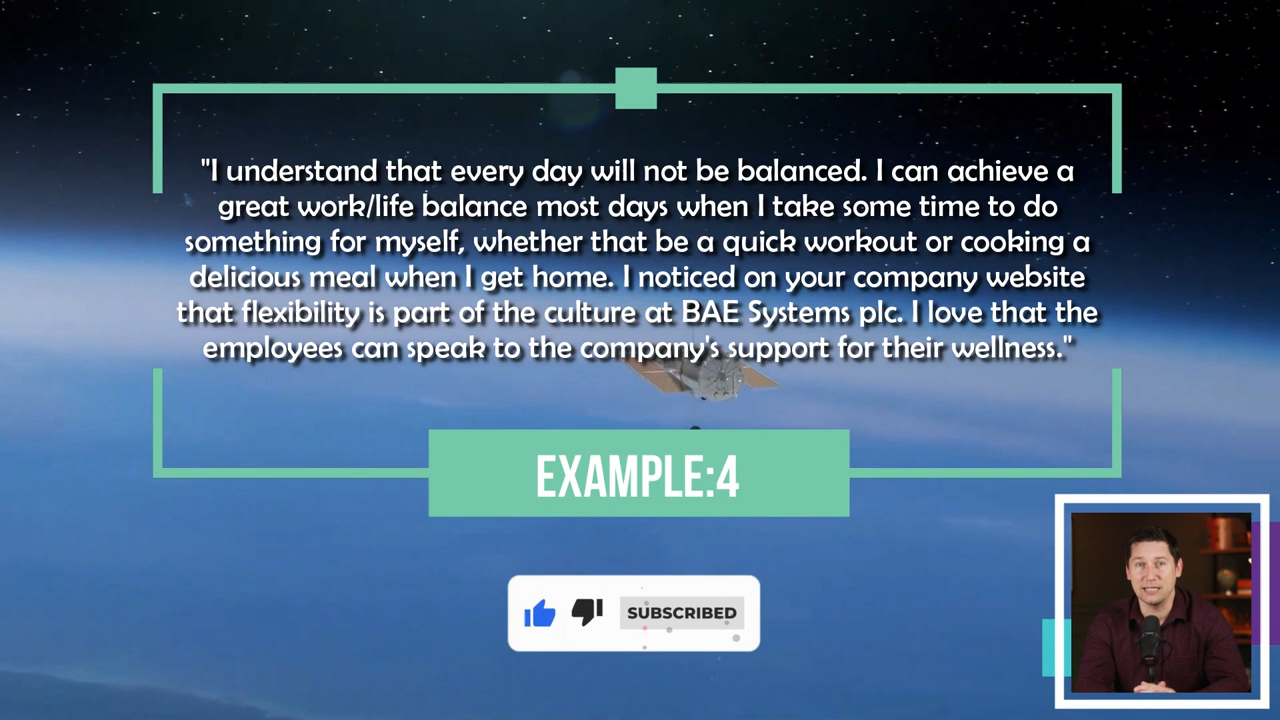 "I understand that every day will not be balanced. I can achieve a
great work/life balance most days when I take some time to do
something for myself, whether that be a quick workout or cooking a
delicious meal when I get home. I noticed on your company website
that flexibility is part of the culture at BAE Systems plc. I love that the
employees can speak to the company's support for their wellness."
EXAMPLE:4
SUBSCRIBED